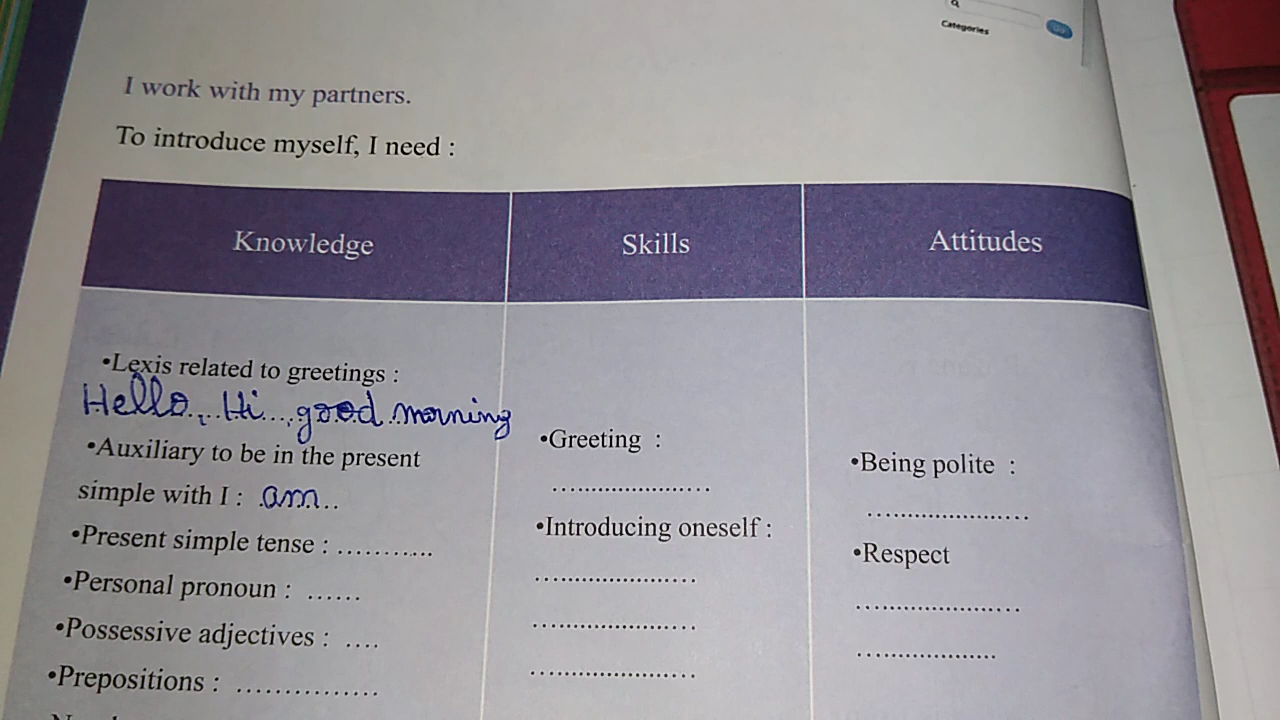 Categories
I work with my partners.
To introduce myself, I need :
Knowledge
•Lexis related to greetings :
Hello, Hi, good morning
•Auxiliary to be in the present
simple with I : am
•Present simple tense : ...........
•Personal pronoun : ......
•Possessive adjectives : ....
•Prepositions : ...............
Skills
•Greeting :
......................
•Introducing oneself :
......................
......................
......................
Attitudes
•Being polite :
......................
•Respect
......................
...................